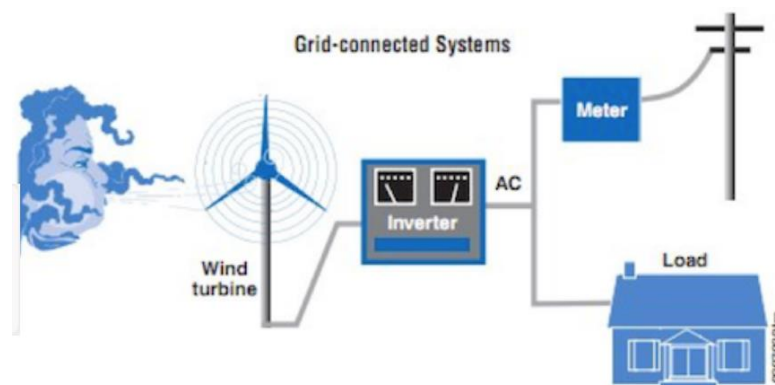 Grid-connected Systems
Meter
AC
Inverter
Wind
turbine
Load